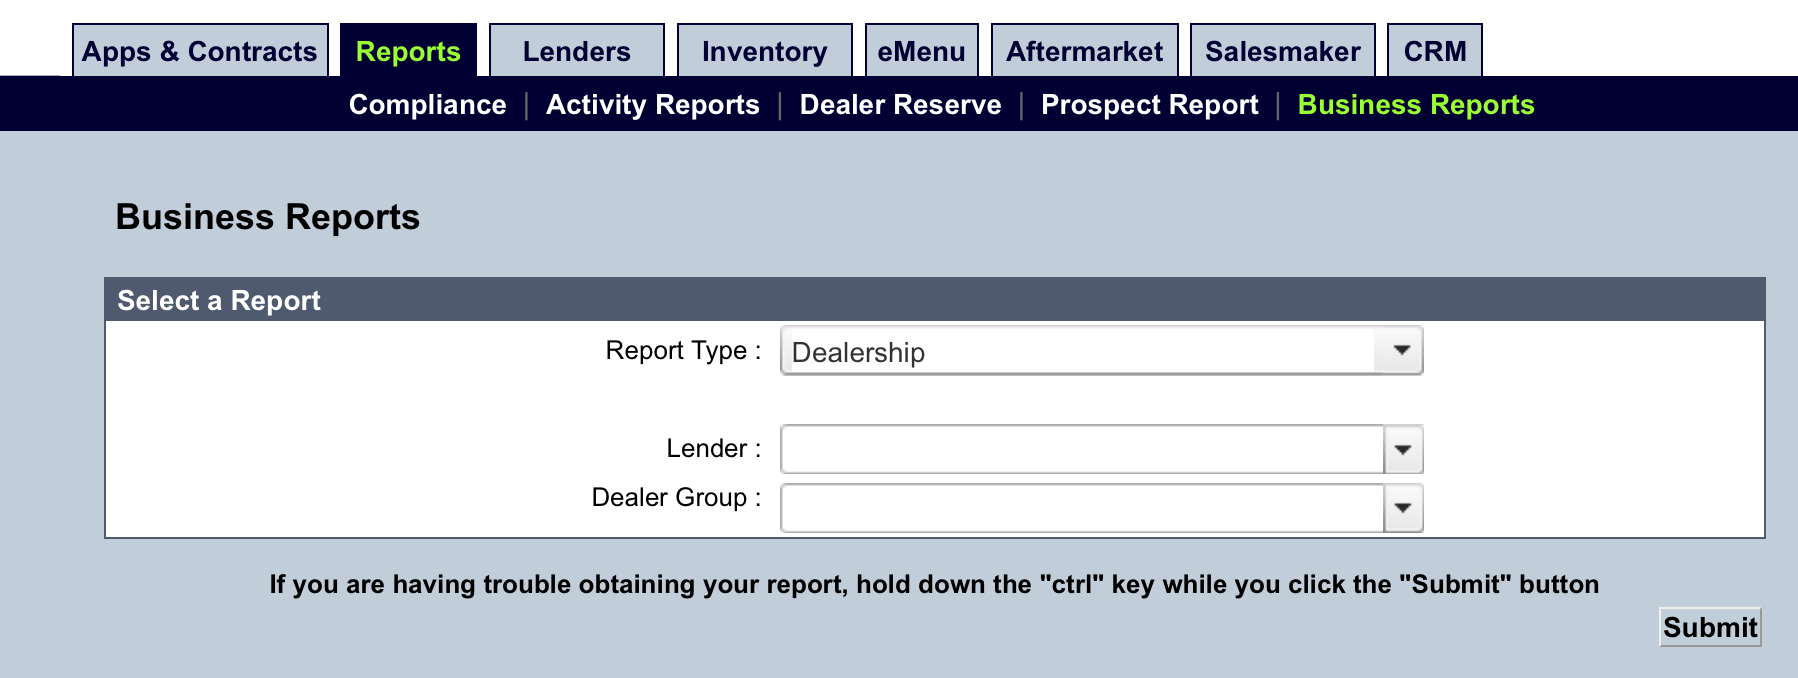 Apps & Contracts Reports Lenders Inventory eMenu Aftermarket Salesmaker CRM
Compliance | Activity Reports | Dealer Reserve | Prospect Report | Business Reports
Business Reports
Select a Report
Report Type : Dealership
Lender :
Dealer Group :
If you are having trouble obtaining your report, hold down the "ctrl" key while you click the "Submit" button
Submit